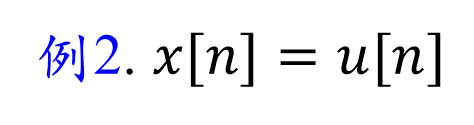 例2. x[n] = u[n]